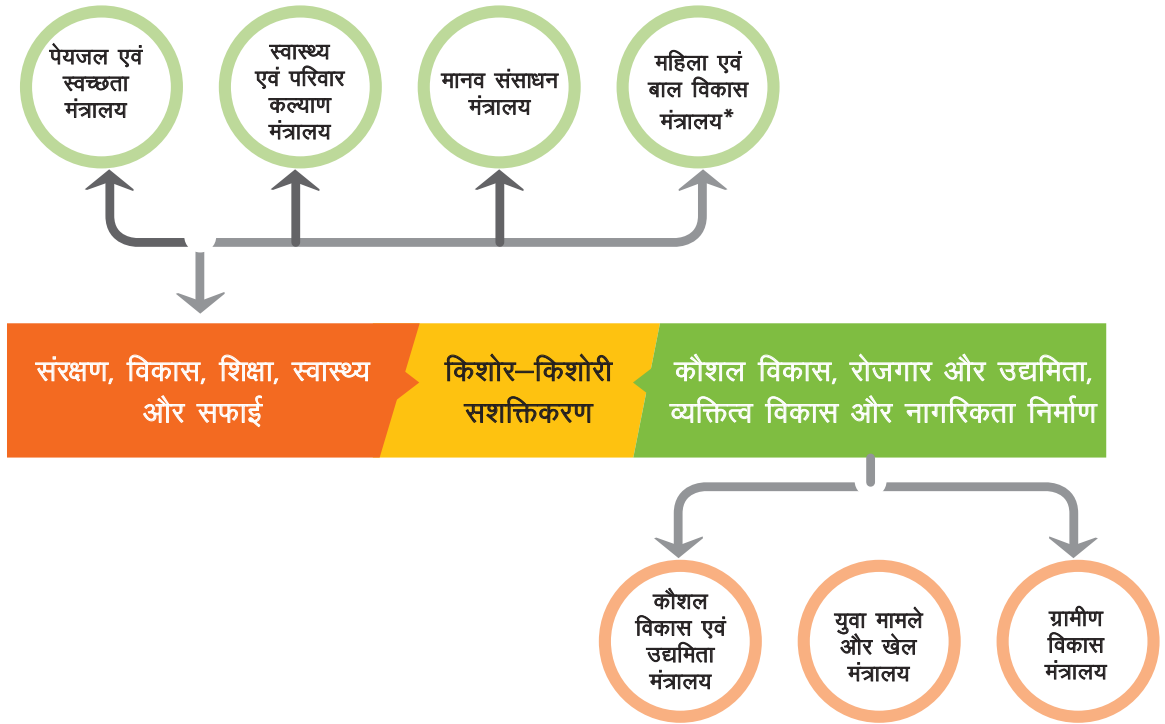 पेयजल एवं
स्वच्छता
मंत्रालय
स्वास्थ्य
एवं परिवार
कल्याण
मंत्रालय
मानव संसाधन
मंत्रालय
महिला एवं
बाल विकास
मंत्रालय*
संरक्षण, विकास, शिक्षा, स्वास्थ्य
और सफाई
किशोर–किशोरी
सशक्तिकरण
कौशल विकास, रोजगार और उद्यमिता,
व्यक्तित्व विकास और नागरिकता निर्माण
कौशल
विकास एवं
उद्यमिता
मंत्रालय
युवा मामले
और खेल
मंत्रालय
ग्रामीण
विकास
मंत्रालय